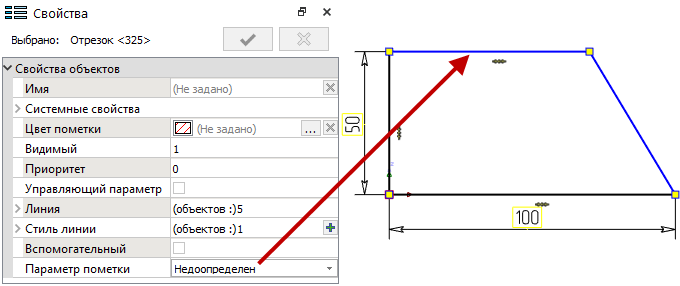 Свойства
Выбрано: Отрезок <325>
Свойства объектов
Имя (Не задано)
Системные свойства
Цвет пометки (Не задано) ...
Видимый 1
Приоритет 0
Управляющий параметр
Линия (объектов :)5
Стиль линии (объектов :)1
Вспомогательный
Параметр пометки Недоопределен
50
100